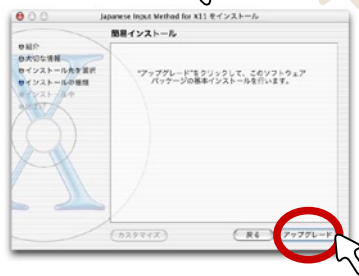 Japanese Input Method for X11 をインストール
簡易インストール
紹介
大切な情報
インストール先を選択
インストールの種類
インストール中
"アップグレード"をクリックして、このソフトウェア
パッケージの基本インストールを行います。
カスタマイズ
戻る
アップグレード